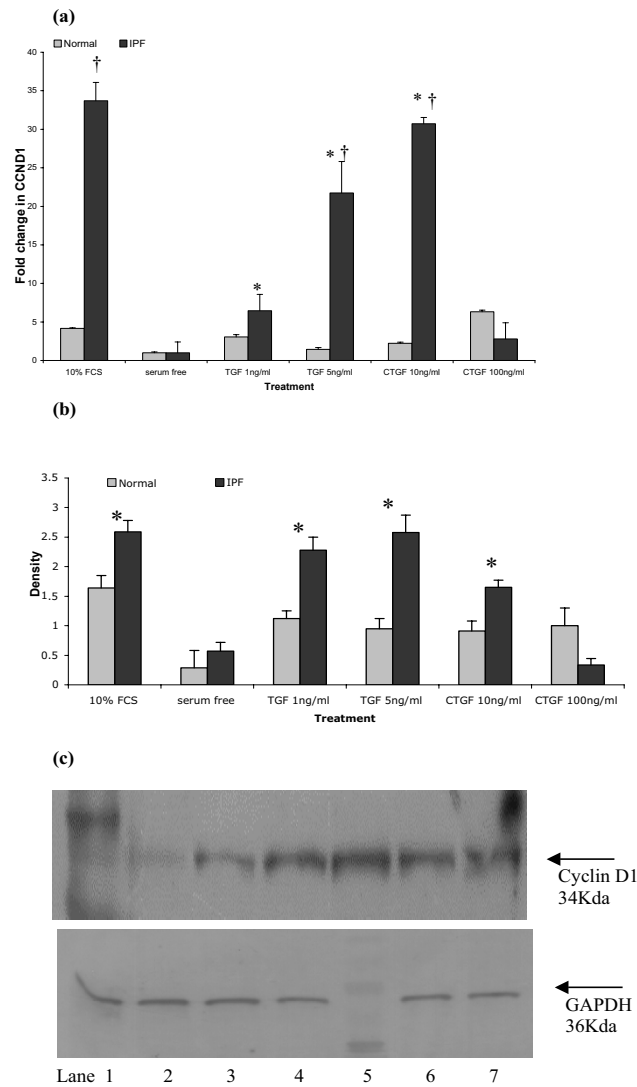 (a)
Normal IPF
Fold change in CCND1
40
35
30
25
20
15
10
5
0
†
*
* †
* †
10% FCS serum free TGF 1ng/ml TGF 5ng/ml CTGF 10ng/ml CTGF 100ng/ml
Treatment
(b)
Normal IPF
Density
3.5
3
2.5
2
1.5
1
0.5
0
*
*
*
*
10% FCS serum free TGF 1ng/ml TGF 5ng/ml CTGF 10ng/ml CTGF 100ng/ml
Treatment
(c)
Cyclin D1
34Kda
GAPDH
36Kda
Lane 1 2 3 4 5 6 7